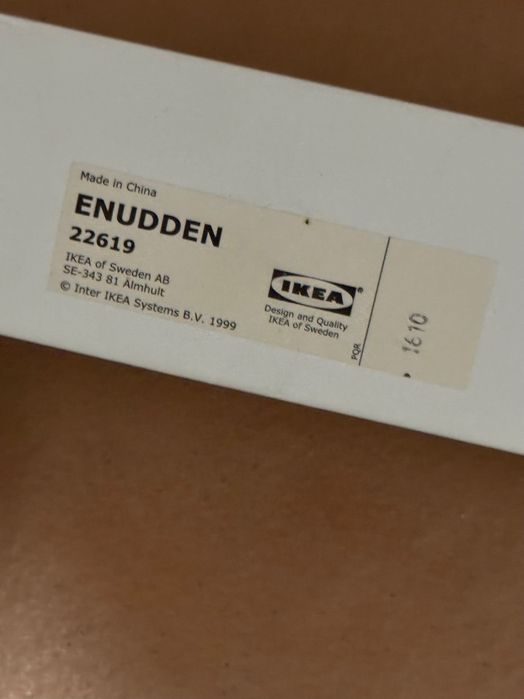 Made in China
ENUDDEN
22619
IKEA of Sweden AB
SE-343 81 Älmhult
© Inter IKEA Systems B.V. 1999
IKEA®
Design and Quality
IKEA of Sweden
PQR
1610